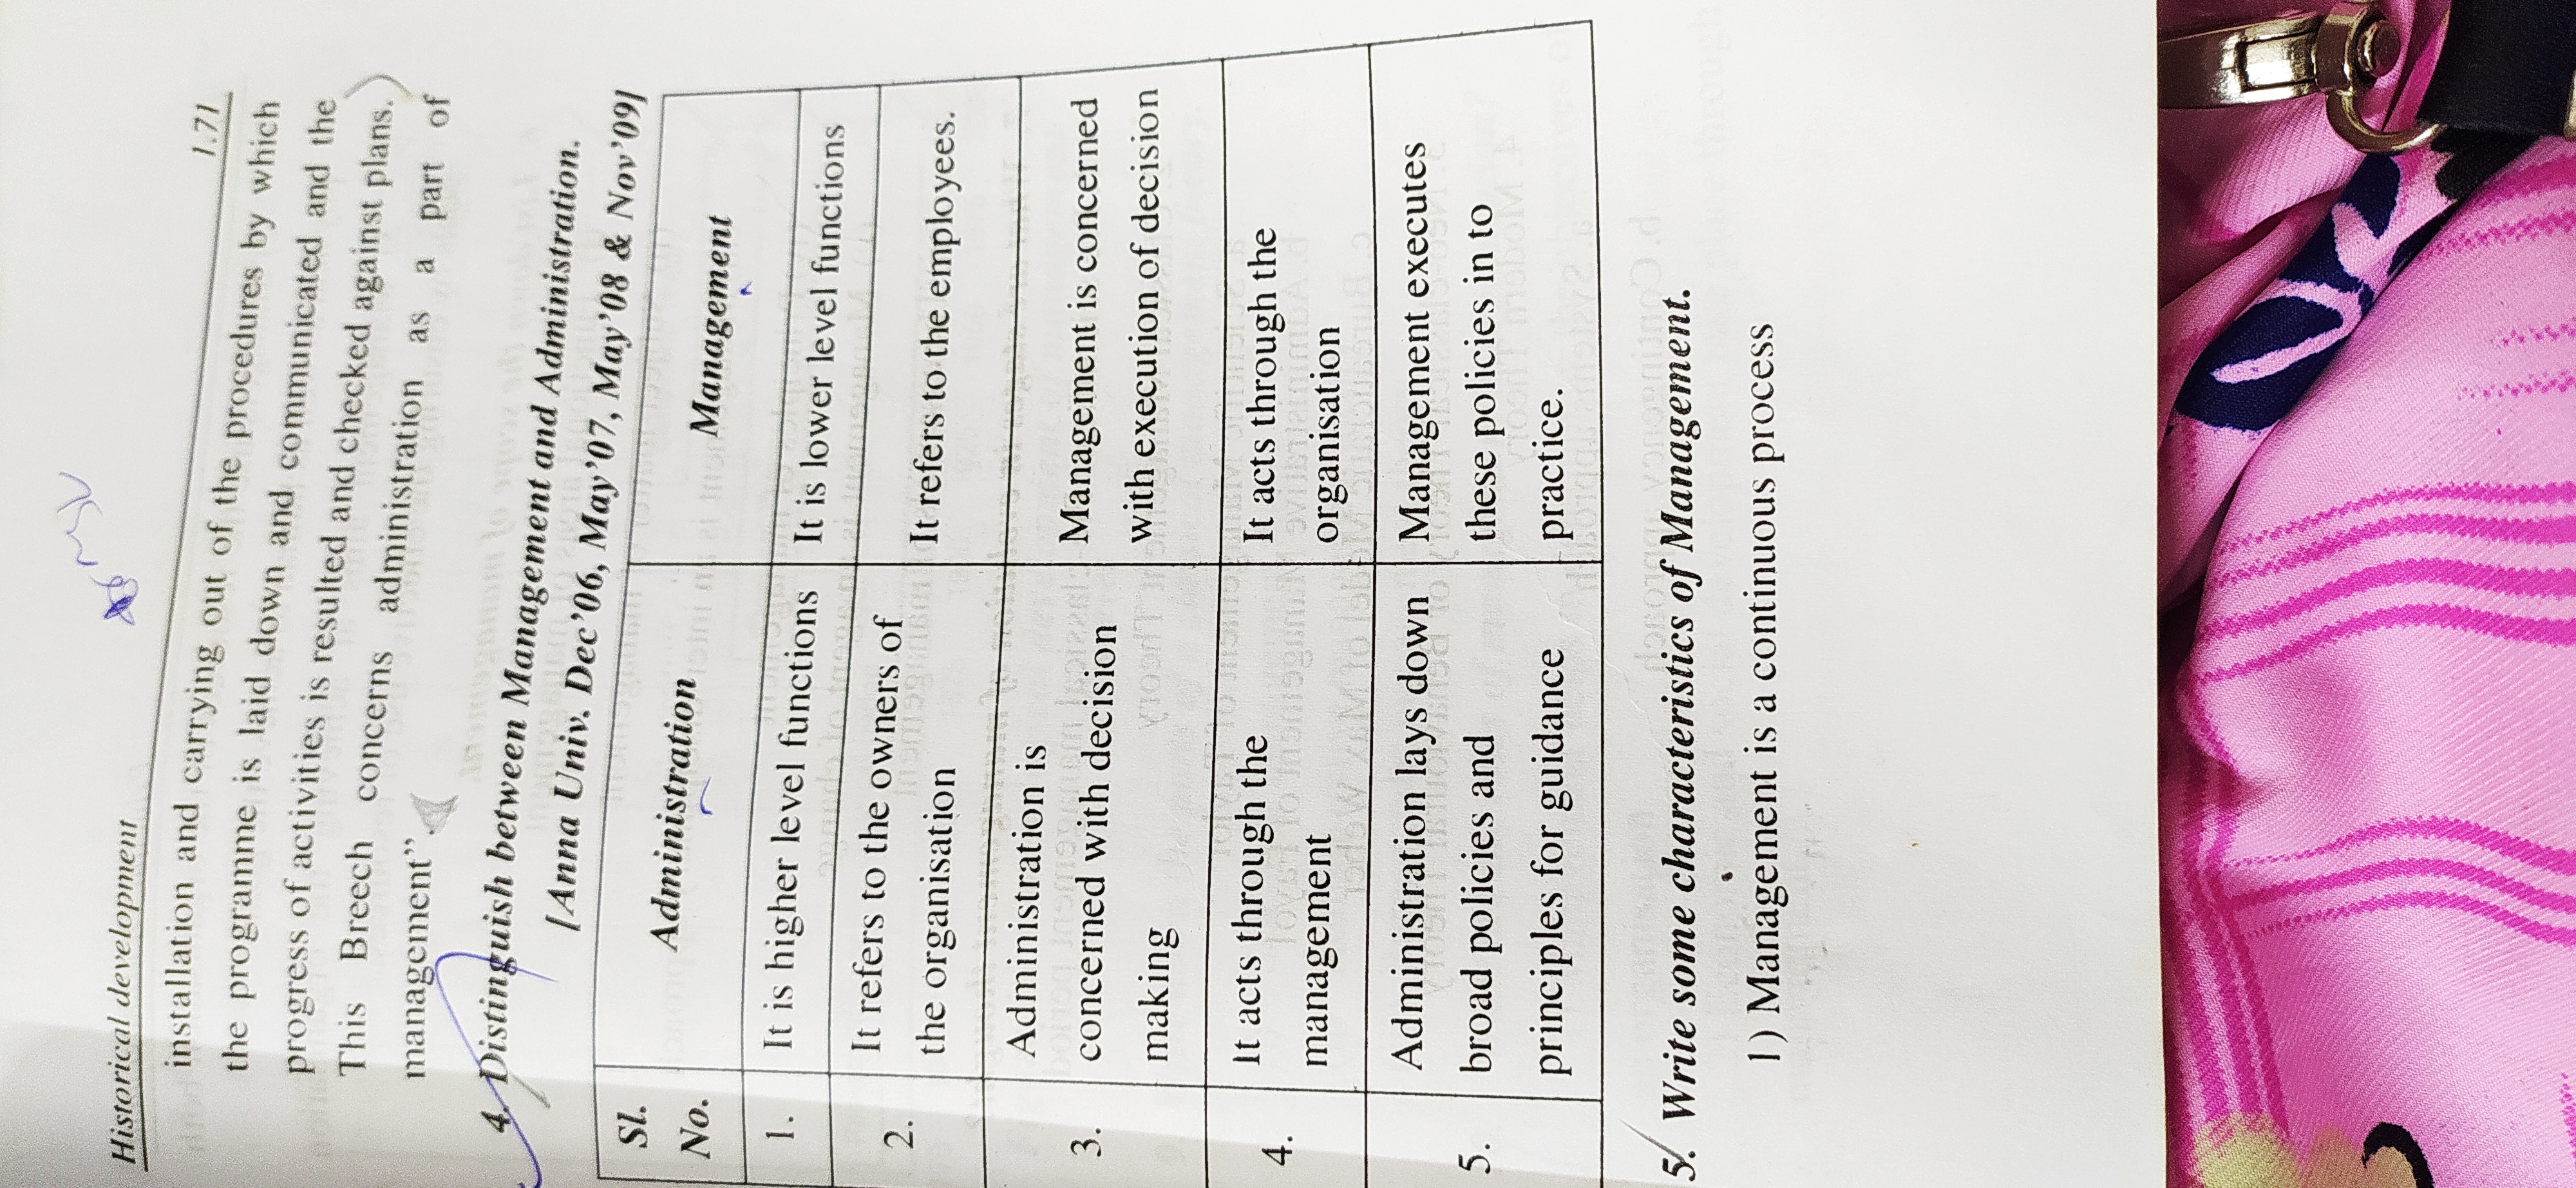 Historical development
1.71
installation and carrying out of the procedures by which
the programme is laid down and communicated and the
progress of activities is resulted and checked against plans.
This Breech concerns administration as a part of
management”.
4. Distinguish between Management and Administration.
[Anna Univ. Dec’06, May’07, May’08 & Nov’09]
Sl. No. Administration Management
1. It is higher level functions It is lower level functions
2. It refers to the owners of
the organisation
It refers to the employees.
3. Administration is
concerned with decision
making
Management is concerned
with execution of decision
4. It acts through the
management
It acts through the
organisation
5. Administration lays down
broad policies and
principles for guidance
Management executes
these policies in to
practice.
5. Write some characteristics of Management.
1) Management is a continuous process